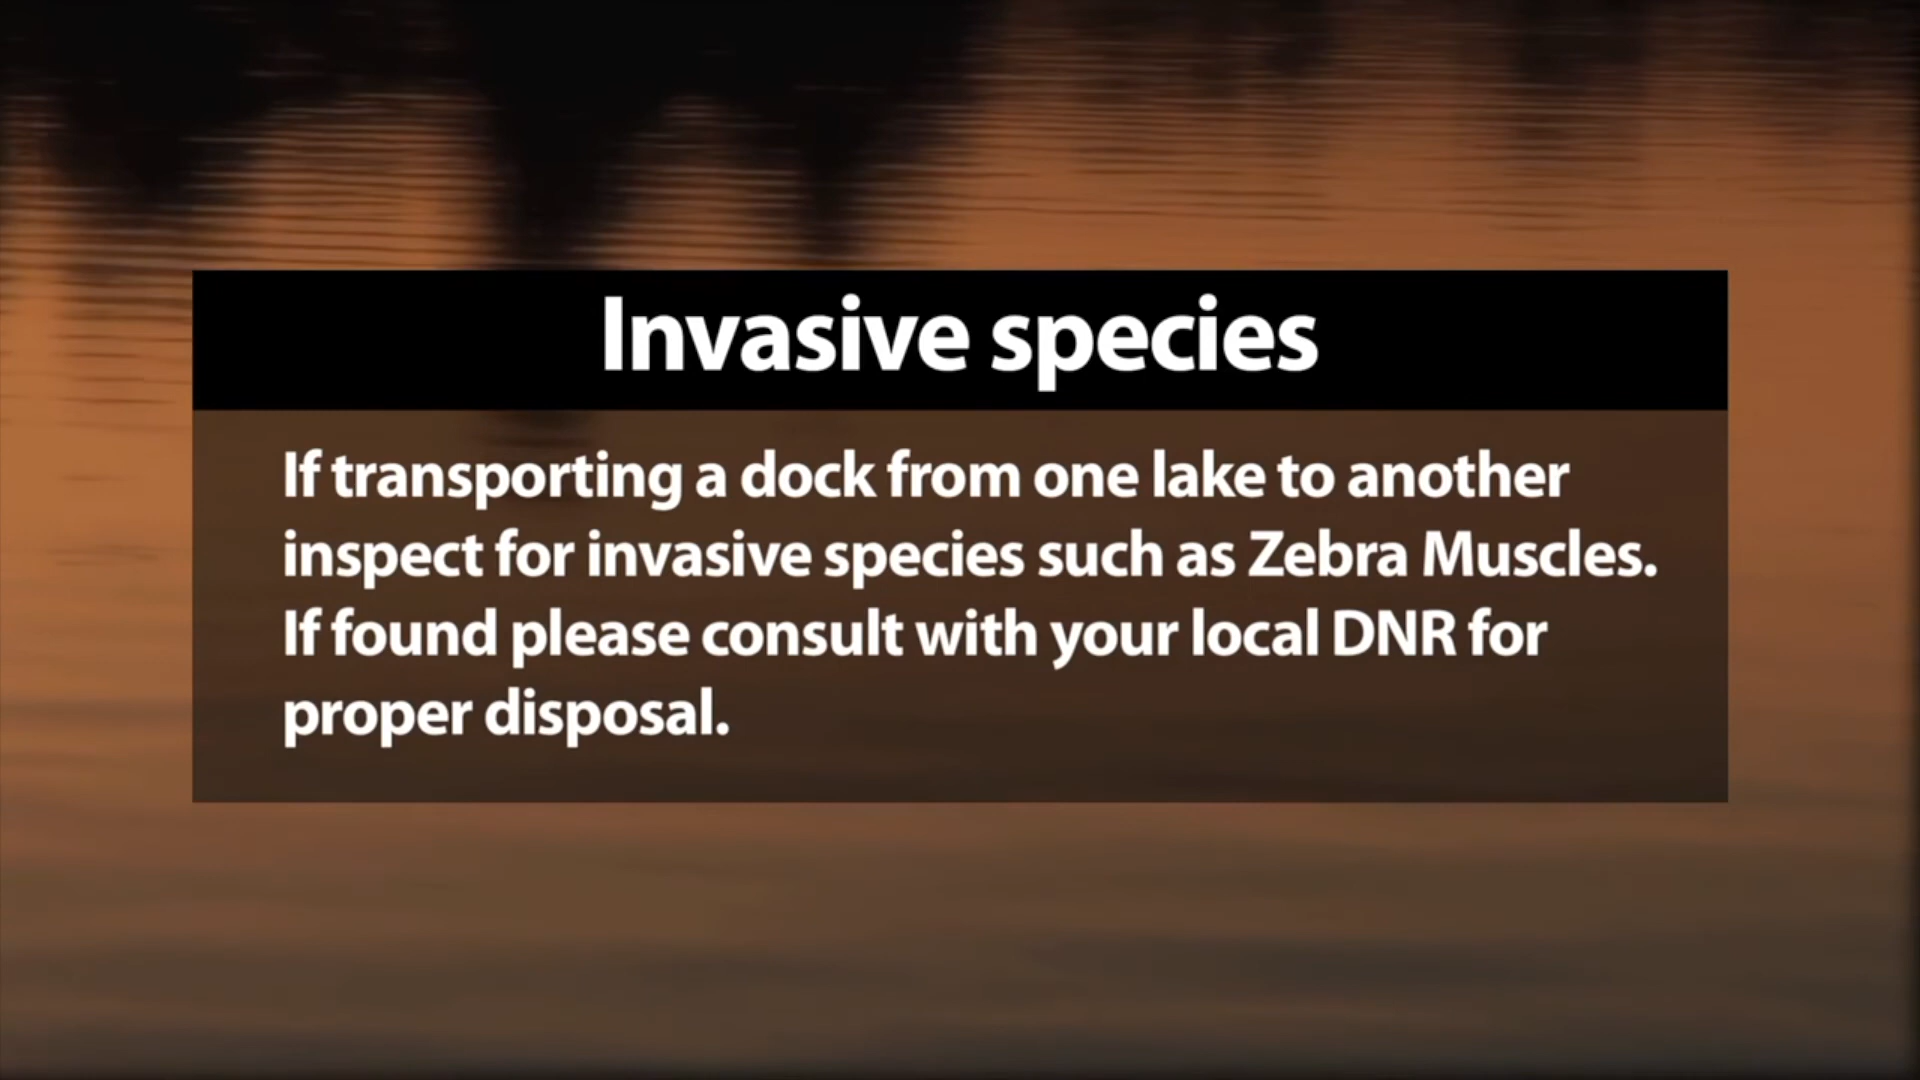 Invasive species
If transporting a dock from one lake to another
inspect for invasive species such as Zebra Muscles.
If found please consult with your local DNR for
proper disposal.